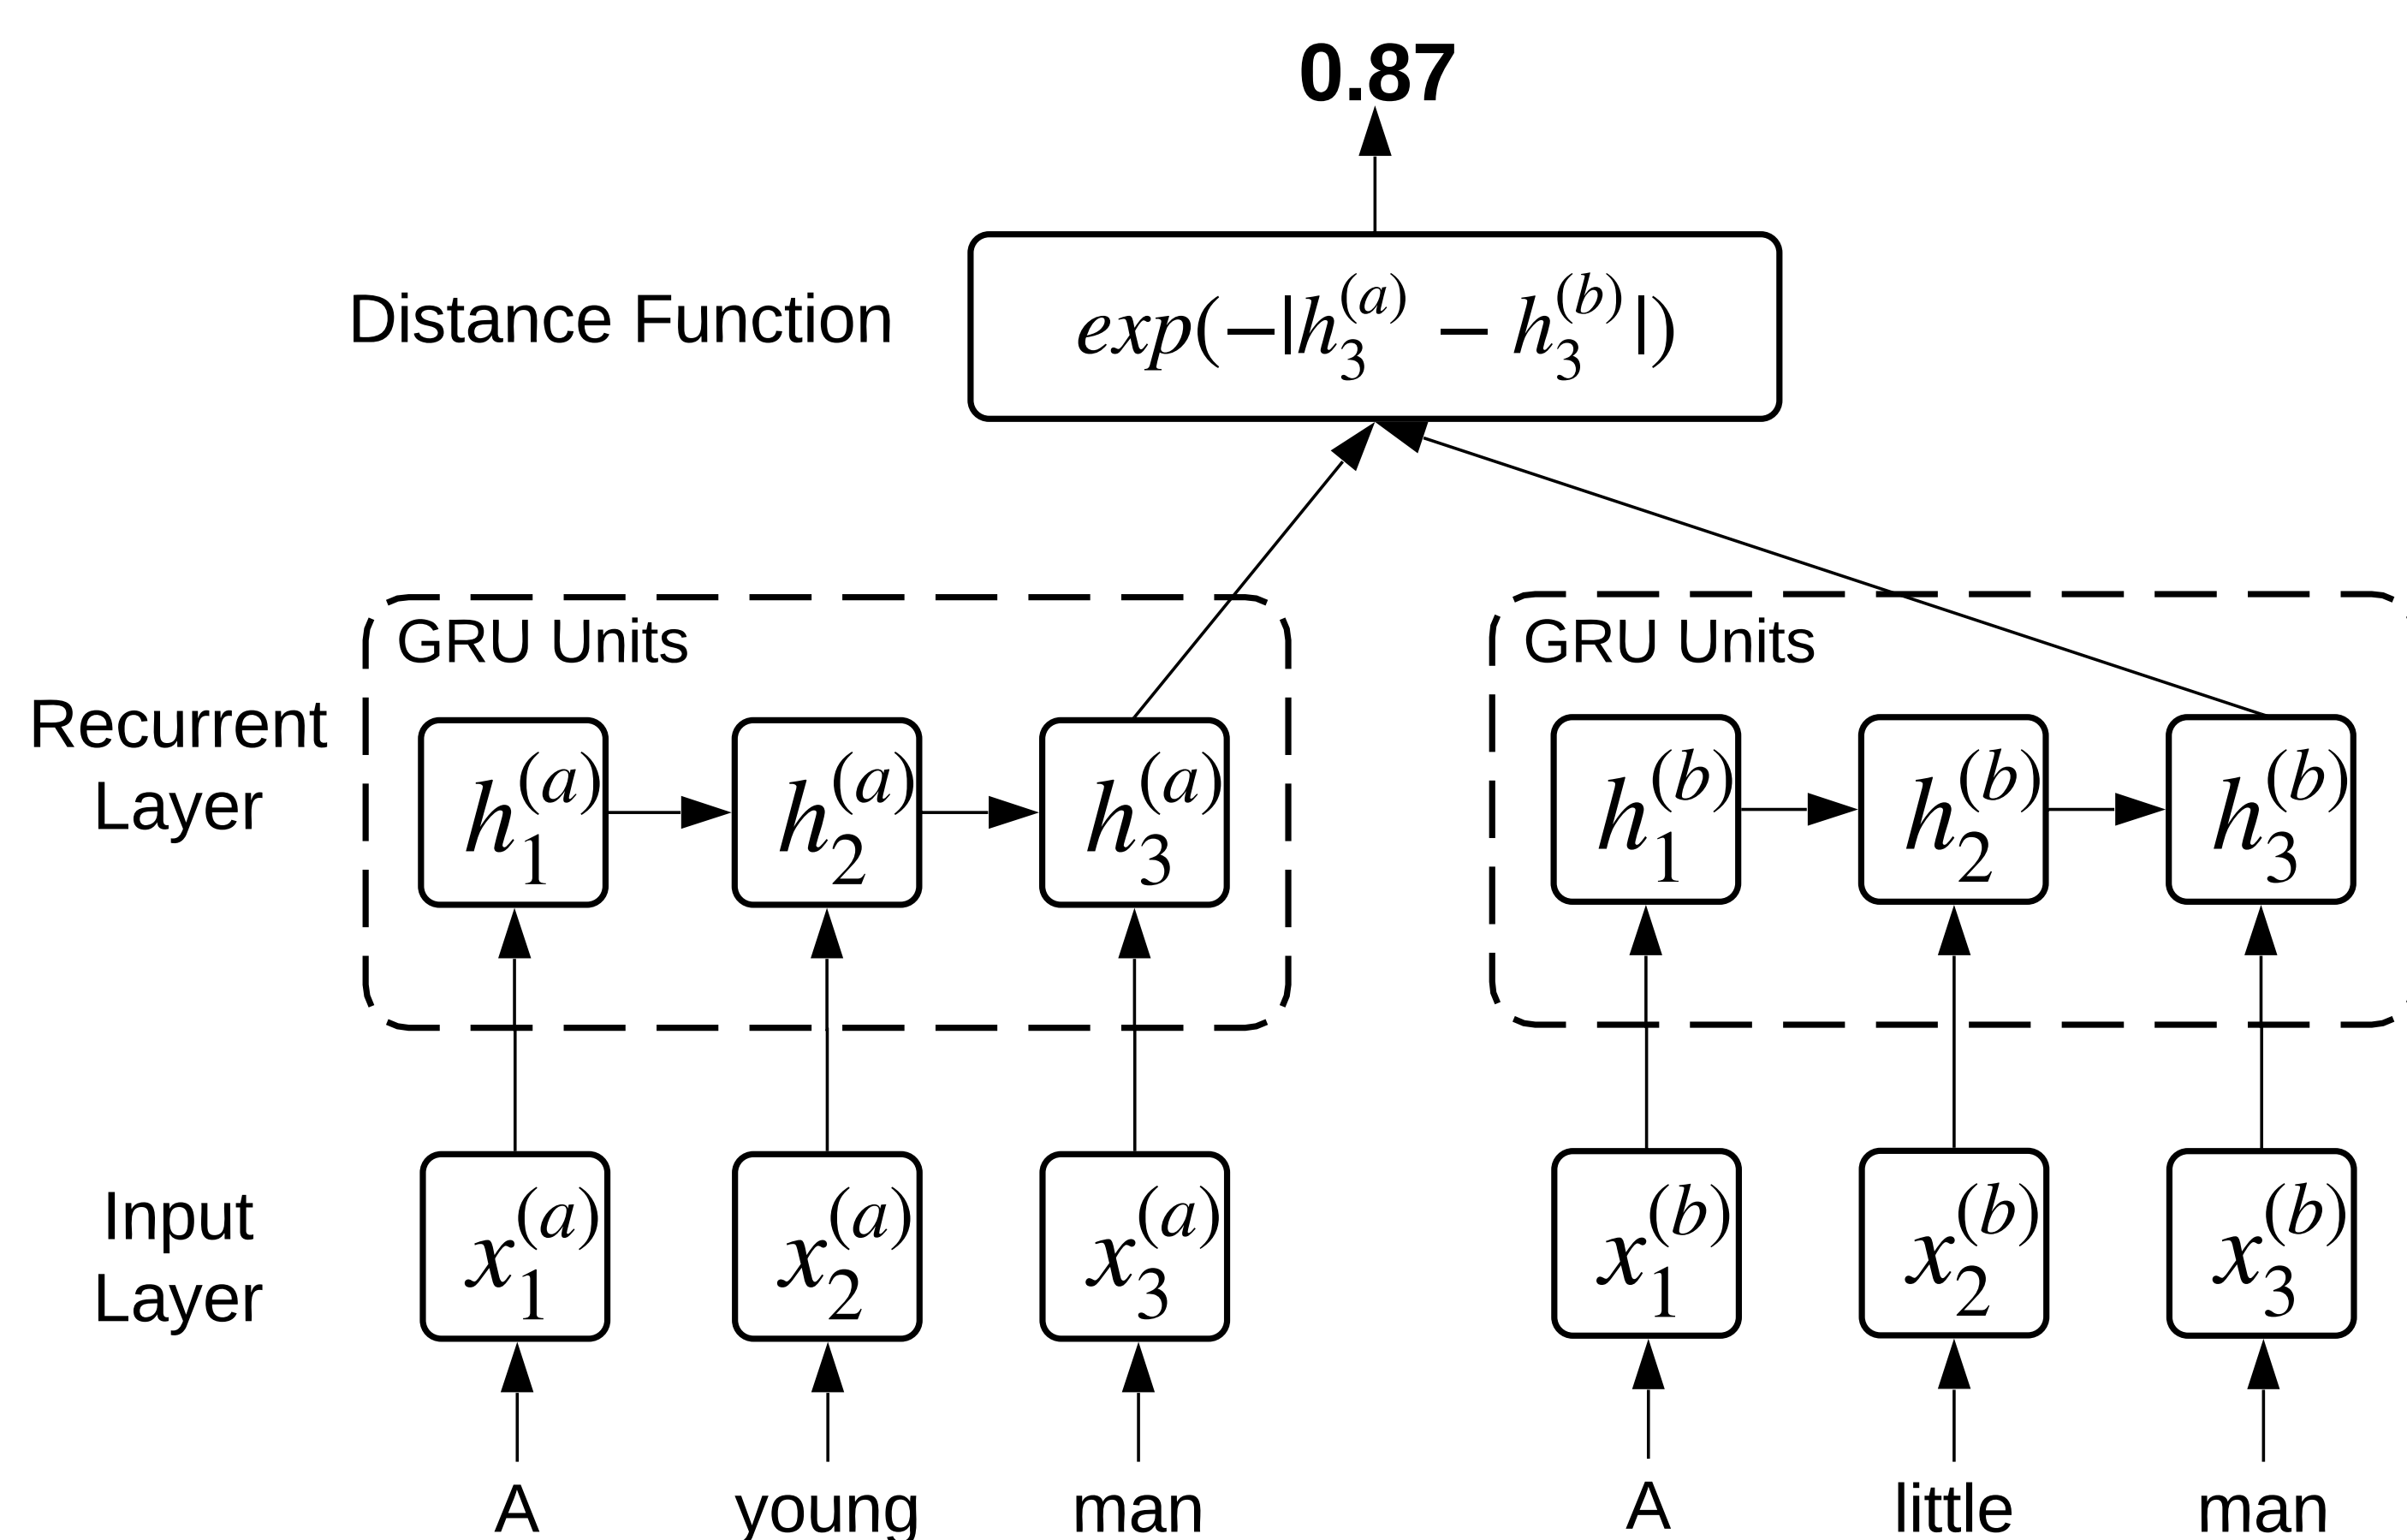 0.87
Distance Function
exp(−|h₃⁽ᵃ⁾ − h₃⁽ᵇ⁾|)
GRU Units
GRU Units
Recurrent
Layer
h₁⁽ᵃ⁾ h₂⁽ᵃ⁾ h₃⁽ᵃ⁾ h₁⁽ᵇ⁾ h₂⁽ᵇ⁾ h₃⁽ᵇ⁾
Input
Layer
x₁⁽ᵃ⁾ x₂⁽ᵃ⁾ x₃⁽ᵃ⁾ x₁⁽ᵇ⁾ x₂⁽ᵇ⁾ x₃⁽ᵇ⁾
A young man A little man